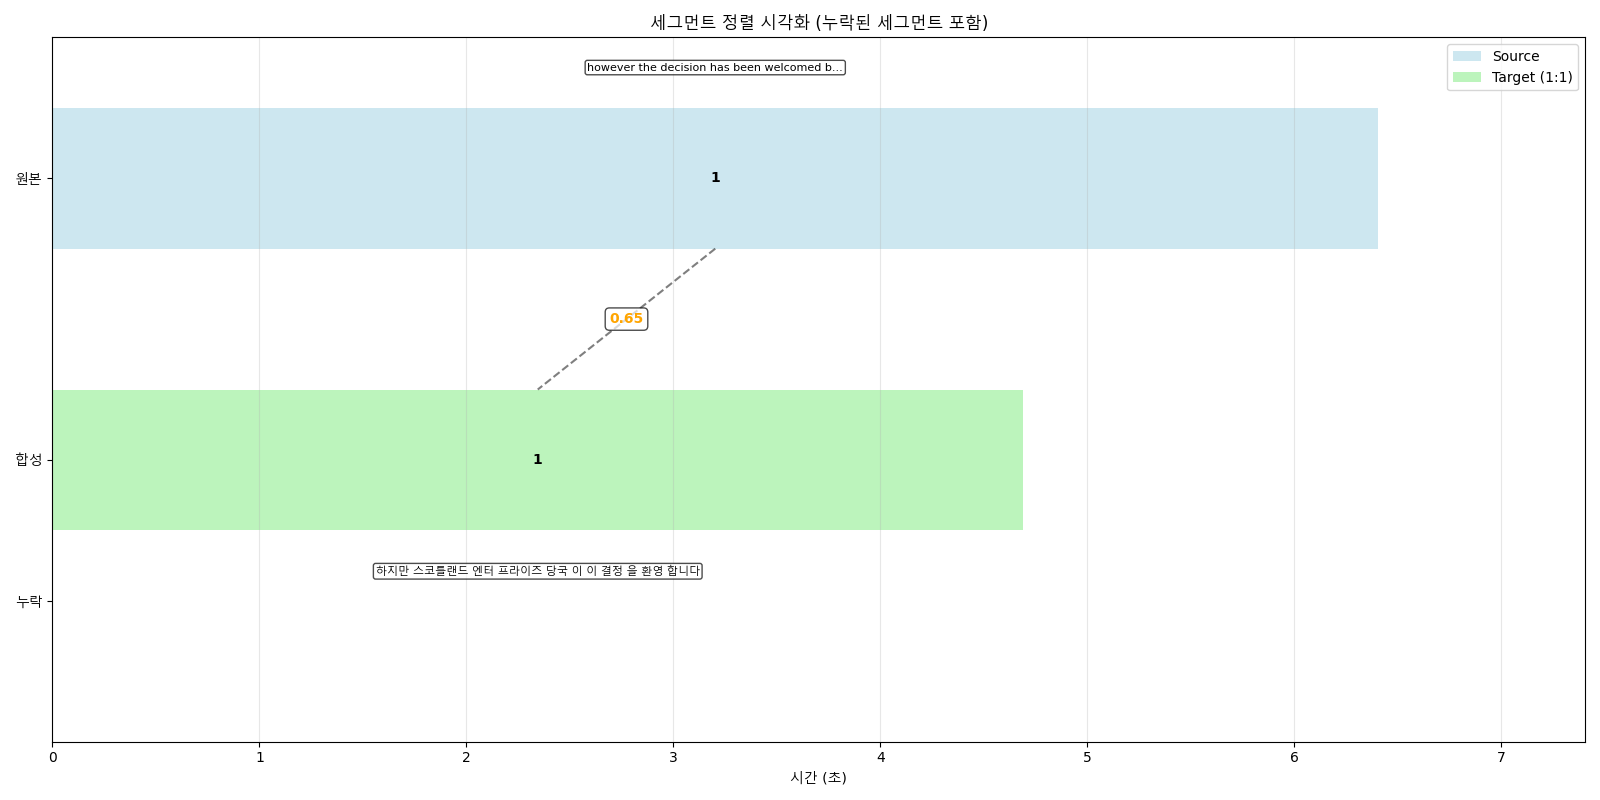 세그먼트 정렬 시각화 (누락된 세그먼트 포함)
however the decision has been welcomed b...
Source
Target (1:1)
원본
1
0.65
합성
1
하지만 스코틀랜드 엔터 프라이즈 당국 이 이 결정 을 환영 합니다
누락
0 1 2 3 4 5 6 7
시간 (초)